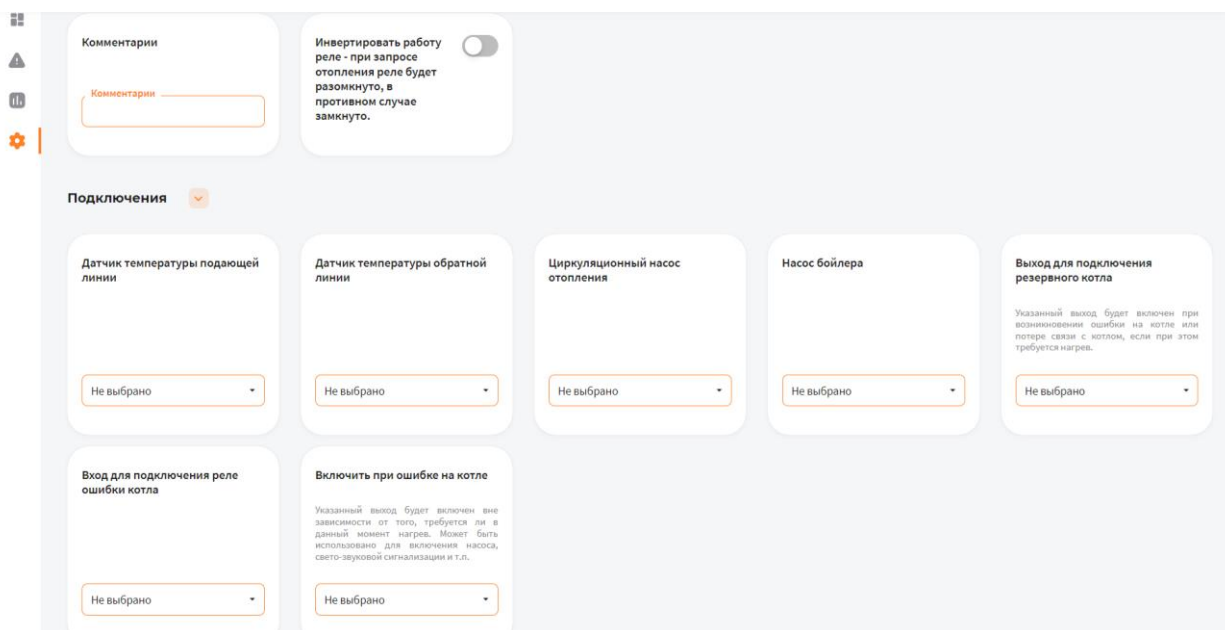 Комментарии
Комментарии
Инвертировать работу
реле - при запросе
отопления реле будет
разомкнуто, в
противном случае
замкнуто.
Подключения
Датчик температуры подающей
линии
Не выбрано
Датчик температуры обратной
линии
Не выбрано
Циркуляционный насос
отопления
Не выбрано
Насос бойлера
Не выбрано
Выход для подключения
резервного котла
Указанный выход будет включен при
возникновении ошибки на котле или
потере связи с котлом, если при этом
требуется нагрев.
Не выбрано
Вход для подключения реле
ошибки котла
Не выбрано
Включить при ошибке на котле
Указанный выход будет включен вне
зависимости от того, требуется ли в
данный момент нагрев. Может быть
использовано для включения насоса,
свето-звуковой сигнализации и т.п.
Не выбрано